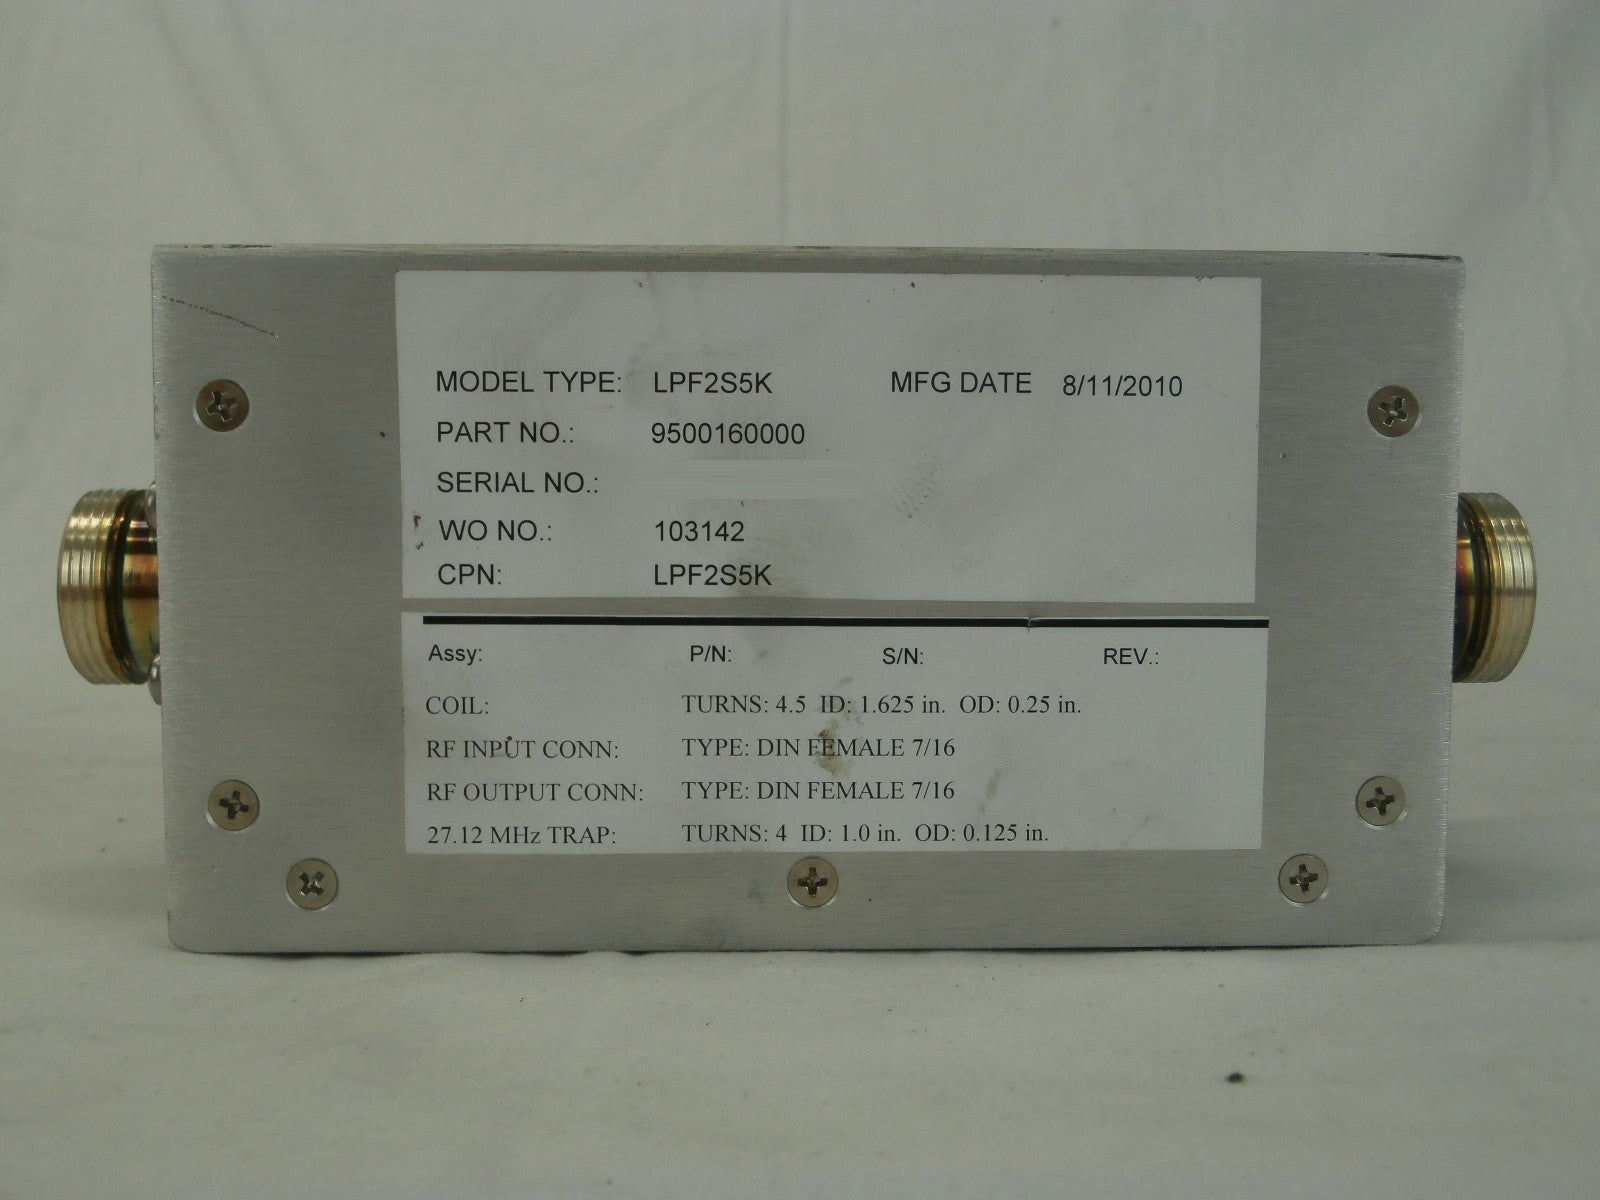 MODEL TYPE: LPF2S5K MFG DATE 8/11/2010
PART NO.: 9500160000
SERIAL NO.:
WO NO.: 103142
CPN: LPF2S5K
Assy: P/N: S/N: REV.:
COIL: TURNS: 4.5 ID: 1.625 in. OD: 0.25 in.
RF INPUT CONN: TYPE: DIN FEMALE 7/16
RF OUTPUT CONN: TYPE: DIN FEMALE 7/16
27.12 MHz TRAP: TURNS: 4 ID: 1.0 in. OD: 0.125 in.